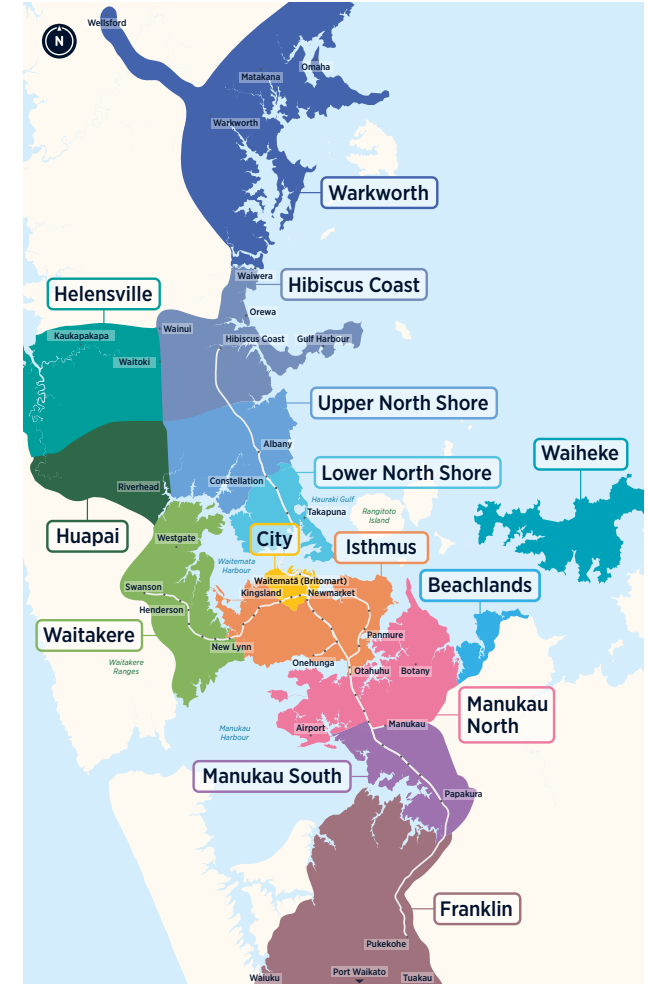 Wellsford
N
Omaha
Matakana
Warkworth
Warkworth
Waiwera
Hibiscus Coast
Helensville
Orewa
Wainui
Kaukapakapa
Hibiscus Coast
Gulf Harbour
Waitoki
Upper North Shore
Albany
Waiheke
Lower North Shore
Constellation
Riverhead
Hauraki Gulf
Takapuna
Rangitoto
Island
Huapai
Westgate
City
Isthmus
Waitemata
Harbour
Waitematā (Britomart)
Swanson
Kingsland
Newmarket
Beachlands
Henderson
Waitakere
Panmure
New Lynn
Onehunga
Waitakere
Ranges
Otahuhu
Botany
Manukau
North
Airport
Manukau
Manukau
Harbour
Manukau South
Papakura
Franklin
Pukekohe
Port Waikato
Waiuku
Tuakau